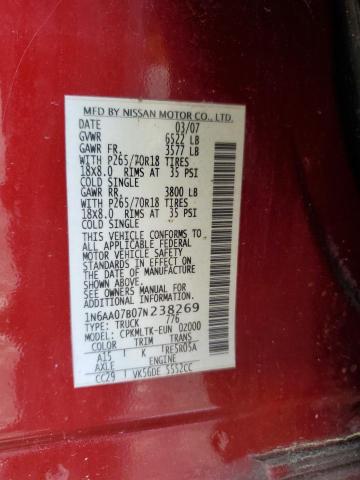 MFD BY NISSAN MOTOR CO., LTD.
DATE 03/07
GVWR 6522 LB
GAWR FR. 3577 LB
WITH P265/70R18 TIRES
18x8.0 RIMS AT 35 PSI
COLD SINGLE
GAWR RR. 3800 LB
WITH P265/70R18 TIRES
18x8.0 RIMS AT 35 PSI
COLD SINGLE
THIS VEHICLE CONFORMS TO
ALL APPLICABLE FEDERAL
MOTOR VEHICLE SAFETY
STANDARDS IN EFFECT ON
THE DATE OF MANUFACTURE
SHOWN ABOVE.
SEE OWNER'S MANUAL FOR
ADDITIONAL INFORMATION.
1N6AA07B07N238269
TYPE: TRUCK 776
MODEL: CPKMLTK-EUN 02000
COLOR TRIM TRANS
A15 K RE5R05A
AXLE ENGINE
CC29 VK56DE 5552CC